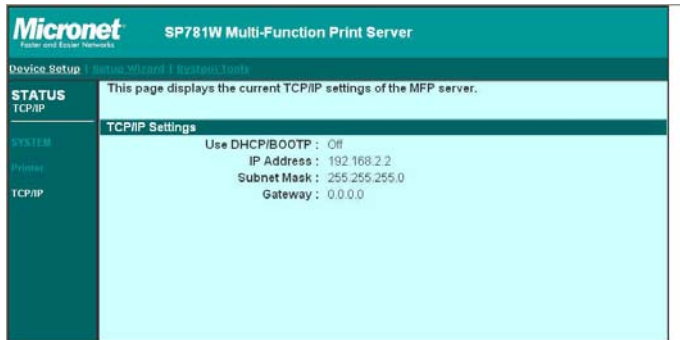 Micronet
Faster and Easier Networks
SP781W Multi-Function Print Server
Device Setup | Setup Wizard | System Tools
STATUS
TCP/IP
SYSTEM
Printer
TCP/IP
This page displays the current TCP/IP settings of the MFP server.
TCP/IP Settings
Use DHCP/BOOTP : Off
IP Address : 192.168.2.2
Subnet Mask : 255.255.255.0
Gateway : 0.0.0.0